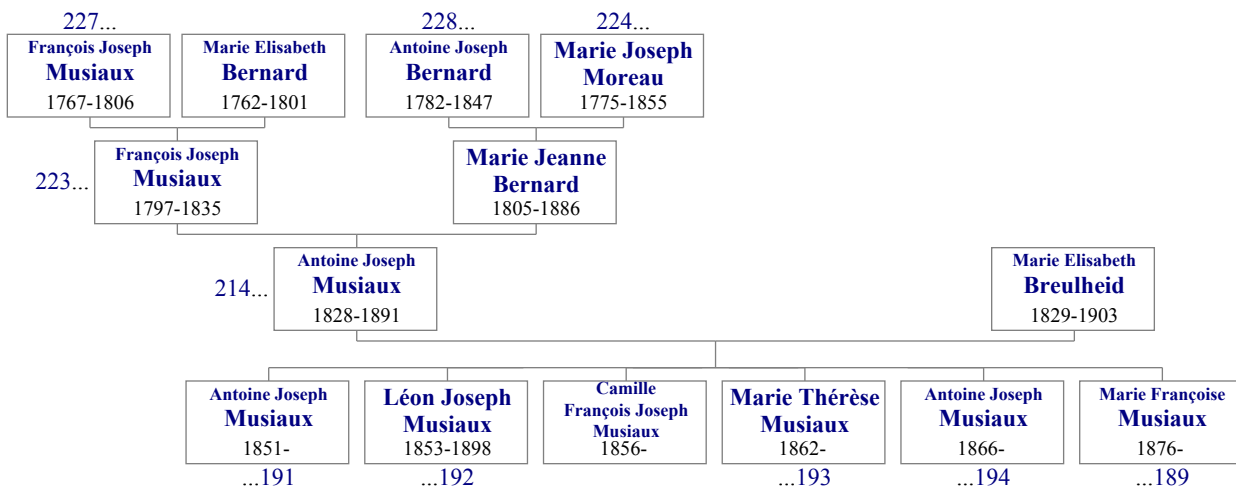 227...
228...
224...
François Joseph
Musiaux
1767-1806
Marie Elisabeth
Bernard
1762-1801
Antoine Joseph
Bernard
1782-1847
Marie Joseph
Moreau
1775-1855
223...
François Joseph
Musiaux
1797-1835
Marie Jeanne
Bernard
1805-1886
214...
Antoine Joseph
Musiaux
1828-1891
Marie Elisabeth
Breulheid
1829-1903
Antoine Joseph
Musiaux
1851-
...191
Léon Joseph
Musiaux
1853-1898
...192
Camille
François Joseph
Musiaux
1856-
Marie Thérèse
Musiaux
1862-
...193
Antoine Joseph
Musiaux
1866-
...194
Marie Françoise
Musiaux
1876-
...189